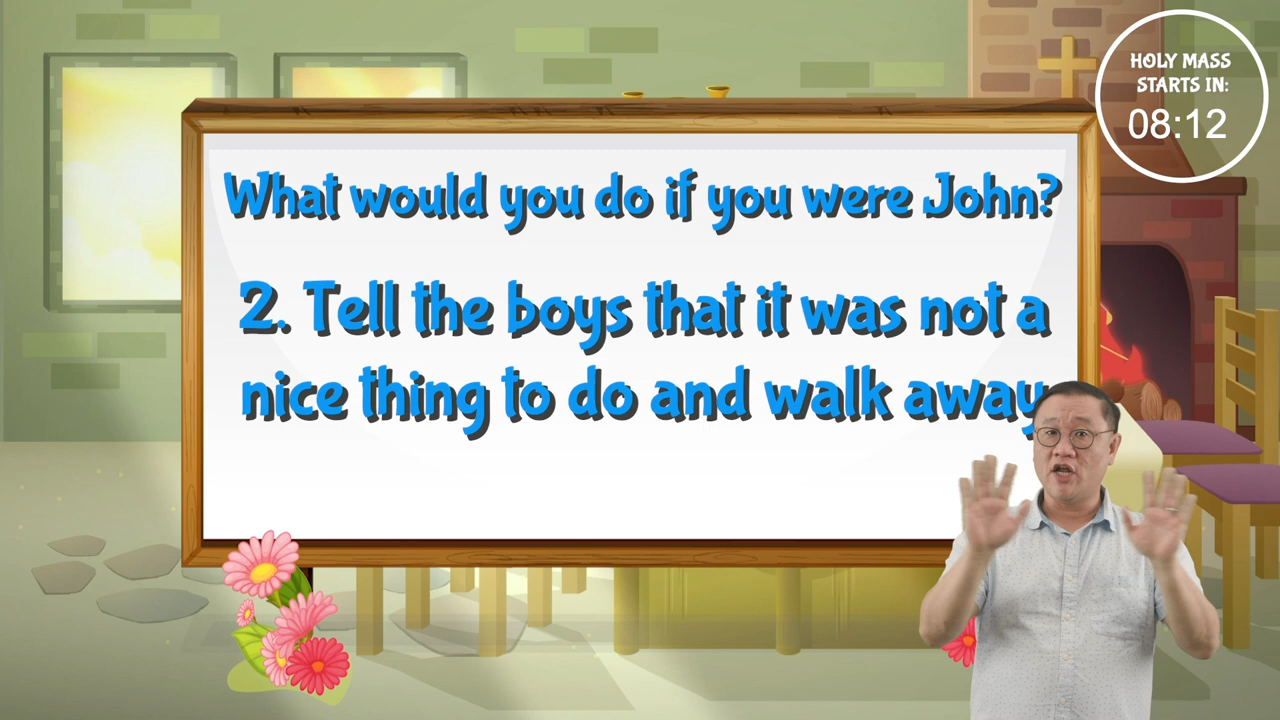 HOLY MASS
STARTS IN:
08:12
What would you do if you were John?
2. Tell the boys that it was not a
nice thing to do and walk away